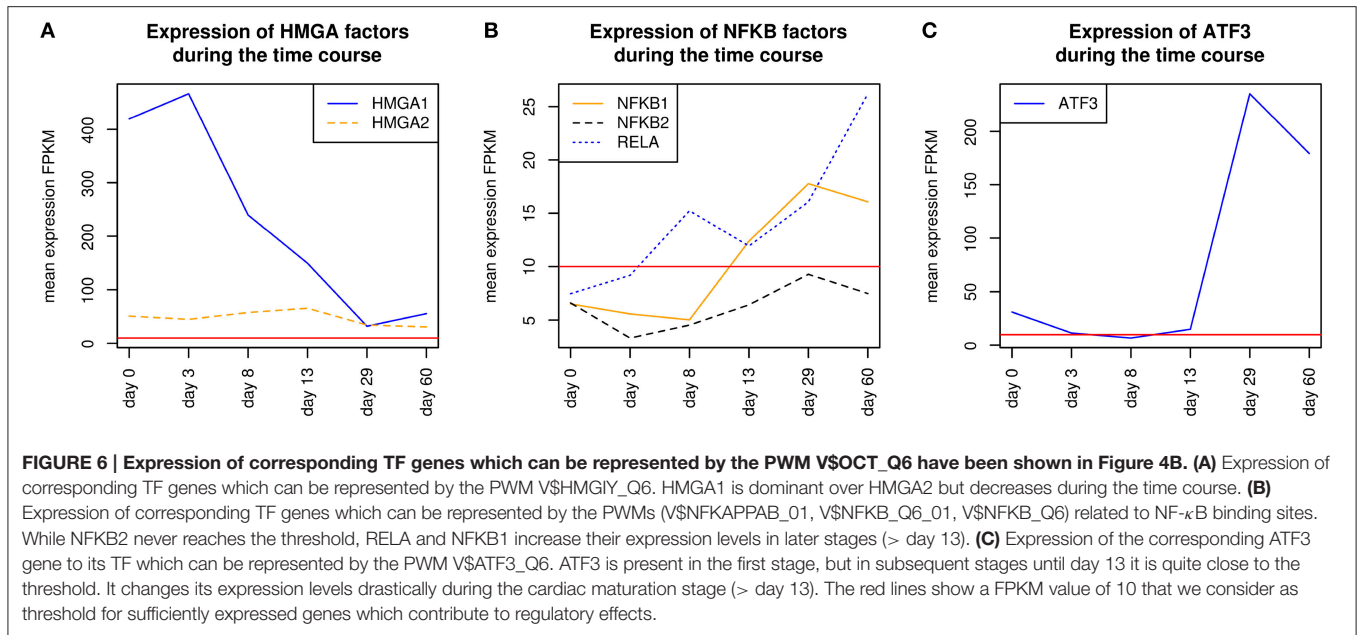 A
Expression of HMGA factors
during the time course
mean expression FPKM
400
300
200
100
0
HMGA1
HMGA2
day 0
day 3
day 8
day 13
day 29
day 60
B
Expression of NFKB factors
during the time course
mean expression FPKM
25
20
15
10
5
NFKB1
NFKB2
RELA
day 0
day 3
day 8
day 13
day 29
day 60
C
Expression of ATF3
during the time course
mean expression FPKM
200
150
100
50
0
ATF3
day 0
day 3
day 8
day 13
day 29
day 60
FIGURE 6 | Expression of corresponding TF genes which can be represented by the PWM V$OCT_Q6 have been shown in Figure 4B. (A) Expression of
corresponding TF genes which can be represented by the PWM V$HMGIY_Q6. HMGA1 is dominant over HMGA2 but decreases during the time course. (B)
Expression of corresponding TF genes which can be represented by the PWMs (V$NFKAPPAB_01, V$NFKB_Q6_01, V$NFKB_Q6) related to NF-κB binding sites.
While NFKB2 never reaches the threshold, RELA and NFKB1 increase their expression levels in later stages (> day 13). (C) Expression of the corresponding ATF3
gene to its TF which can be represented by the PWM V$ATF3_Q6. ATF3 is present in the first stage, but in subsequent stages until day 13 it is quite close to the
threshold. It changes its expression levels drastically during the cardiac maturation stage (> day 13). The red lines show a FPKM value of 10 that we consider as
threshold for sufficiently expressed genes which contribute to regulatory effects.